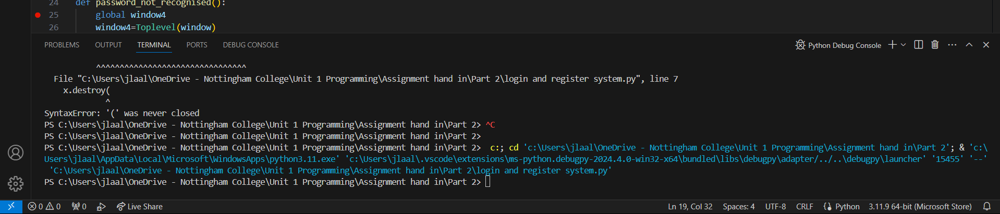 24 def password_not_recognised():
25 global window4
26 window4=Toplevel(window)
PROBLEMS OUTPUT TERMINAL PORTS DEBUG CONSOLE Python Debug Console
^^^^^^^^^^^^^^^^^^^^^^^^^^^^^^^^
File "C:\Users\jlaal\OneDrive - Nottingham College\Unit 1 Programming\Assignment hand in\Part 2\login and register system.py", line 7
x.destroy(
^
SyntaxError: '(' was never closed
PS C:\Users\jlaal\OneDrive - Nottingham College\Unit 1 Programming\Assignment hand in\Part 2> ^C
PS C:\Users\jlaal\OneDrive - Nottingham College\Unit 1 Programming\Assignment hand in\Part 2>
PS C:\Users\jlaal\OneDrive - Nottingham College\Unit 1 Programming\Assignment hand in\Part 2>  c:; cd 'c:\Users\jlaal\OneDrive - Nottingham College\Unit 1 Programming\Assignment hand in\Part 2'; & 'c:\
Users\jlaal\AppData\Local\Microsoft\WindowsApps\python3.11.exe' 'c:\Users\jlaal\.vscode\extensions\ms-python.debugpy-2024.4.0-win32-x64\bundled\libs\debugpy\adapter/../..\debugpy\launcher' '15455' '--'
'C:\Users\jlaal\OneDrive - Nottingham College\Unit 1 Programming\Assignment hand in\Part 2\login and register system.py'
PS C:\Users\jlaal\OneDrive - Nottingham College\Unit 1 Programming\Assignment hand in\Part 2>
0 0 0 Live Share Ln 19, Col 32 Spaces: 4 UTF-8 CRLF Python 3.11.9 64-bit (Microsoft Store)